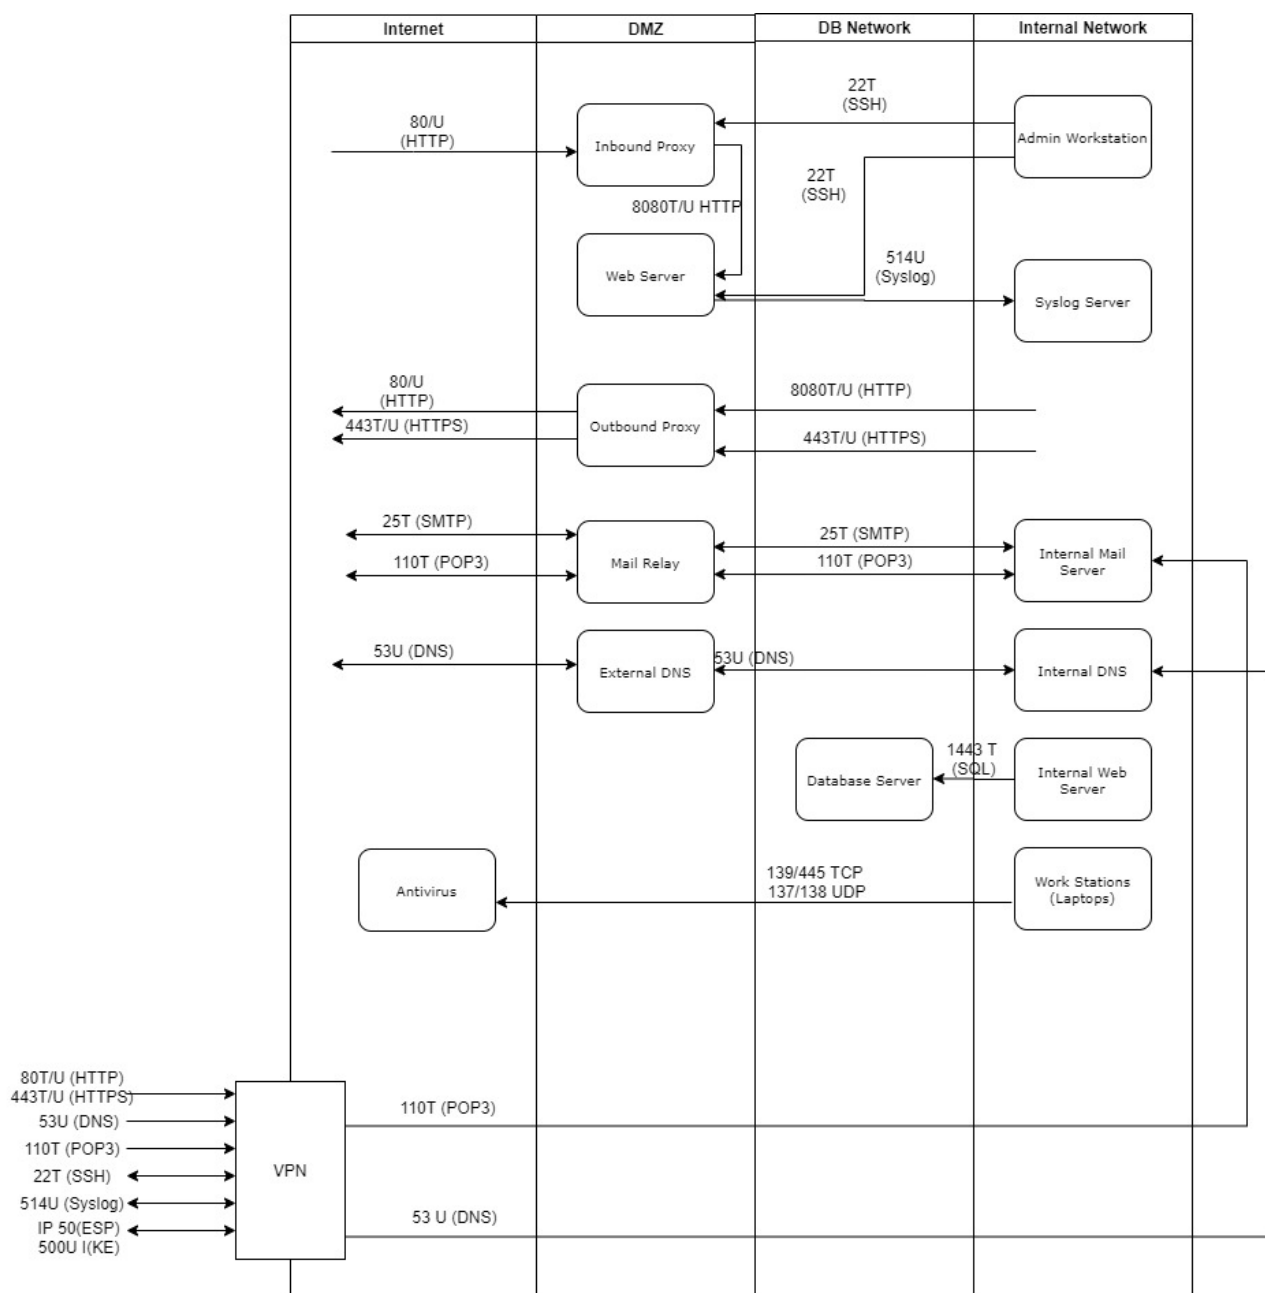 Internet
DMZ
DB Network
Internal Network
22T
(SSH)
80/U
(HTTP)
Inbound Proxy
Admin Workstation
22T
(SSH)
8080T/U HTTP
514U
(Syslog)
Web Server
Syslog Server
80/U
(HTTP)
8080T/U (HTTP)
443T/U (HTTPS)
Outbound Proxy
443T/U (HTTPS)
25T (SMTP)
25T (SMTP)
110T (POP3)
Mail Relay
110T (POP3)
Internal Mail
Server
53U (DNS)
53U (DNS)
External DNS
Internal DNS
1443 T
(SQL)
Database Server
Internal Web
Server
139/445 TCP
137/138 UDP
Antivirus
Work Stations
(Laptops)
80T/U (HTTP)
443T/U (HTTPS)
53U (DNS)
110T (POP3)
22T (SSH)
514U (Syslog)
IP 50(ESP)
500U I(KE)
VPN
110T (POP3)
53 U (DNS)